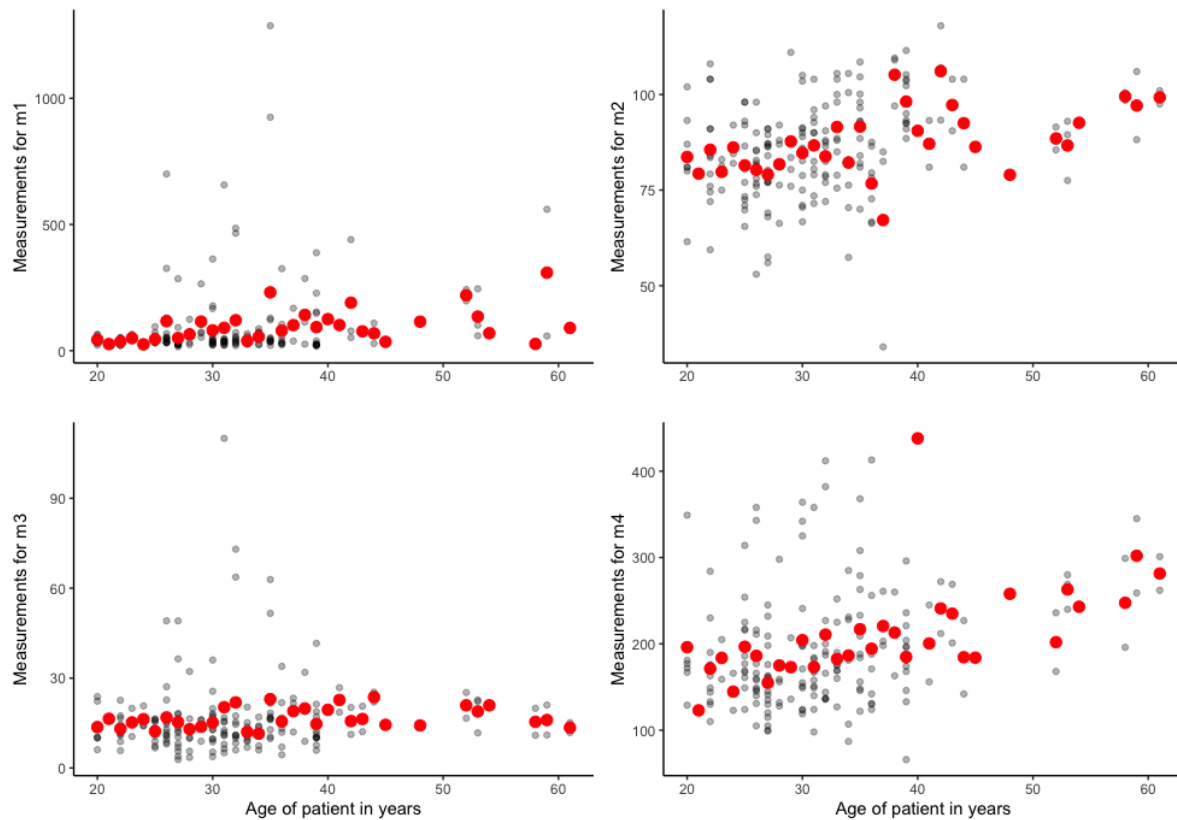 Measurements for m1
1000
500
0
20 30 40 50 60
Measurements for m2
100
75
50
20 30 40 50 60
Measurements for m3
90
60
30
0
20 30 40 50 60
Age of patient in years
Measurements for m4
400
300
200
100
20 30 40 50 60
Age of patient in years